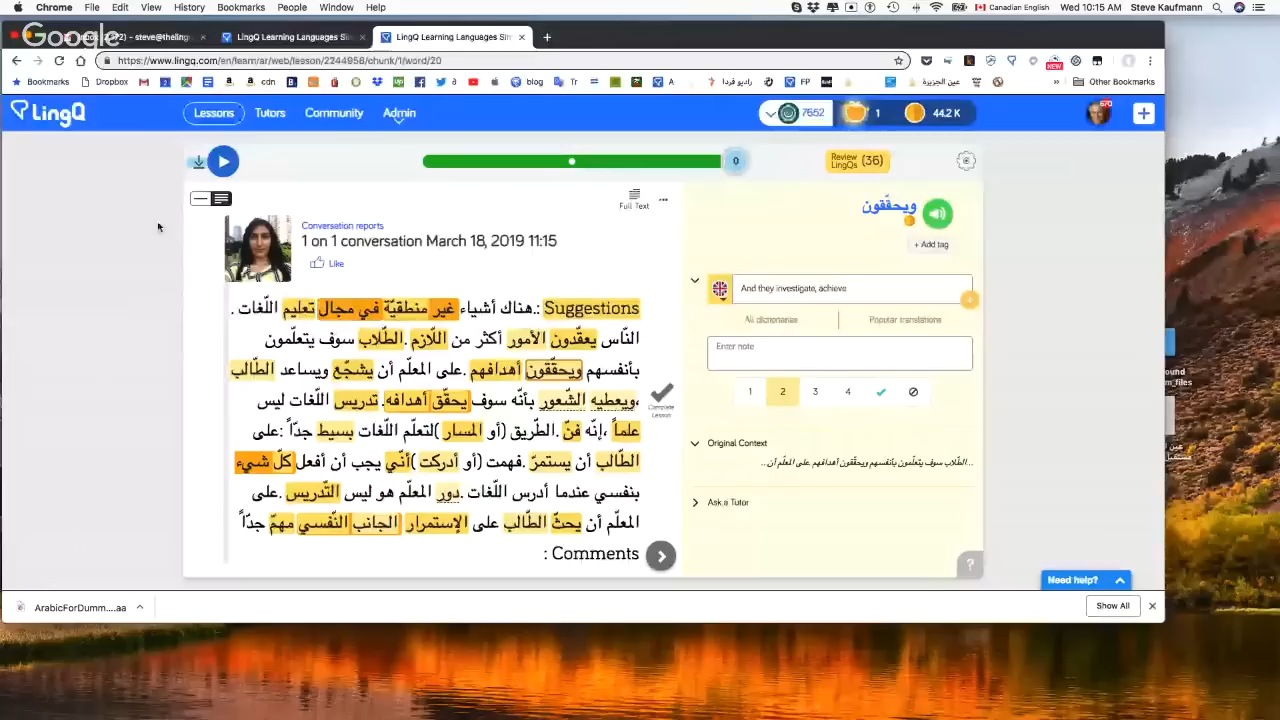 Chrome File Edit View History Bookmarks People Window Help Canadian English Wed 10:15 AM Steve Kaufmann
Google
steve@thelingu
LingQ Learning Languages Sim
LingQ Learning Languages Sim
https://www.lingq.com/en/learn/ar/web/lesson/2244958/chunk/1/word/20
Bookmarks Dropbox cdn blog Tr A FP راديو فردا عين الجزيرة Other Bookmarks
LingQ Lessons Tutors Community Admin 7652 1 44.2 K
0 Review LingQs (36)
Full Text
Conversation reports
1 on 1 conversation March 18, 2019 11:15
Like
Suggestions :.هناك أشياء غير منطقيّة في مجال تعليم اللّغات .
النّاس يعقّدون الأمور أكثر من اللّازم .الطّلاب سوف يتعلّمون
بأنفسهم ويحقّقون أهدافهم .على المعلّم أن يشجّع ويساعد الطّالب
،ويعطيه الشّعور بأنّه سوف يحقّق أهدافه. تدريس اللّغات ليس
علماً ،إنّه فنّ .الطّريق (أو المسار )لتعلّم اللّغات بسيط جدّاً :على
الطّالب أن يستمرّ .فهمت (أو أدركت )أنّي يجب أن أفعل كلّ شيء
بنفسي عندما أدرس اللّغات .دور المعلّم هو ليس التّدريس .على
المعلّم أن يحثّ الطّالب على الإستمرار الجانب النّفسي مهمّ جدّاً
: Comments
Complete Lesson
ويحقّقون
+ Add tag
And they investigate, achieve
All dictionaries Popular translations
Enter note
1 2 3 4
Original Context
...الطّلاب سوف يتعلّمون بأنفسهم ويحقّقون أهدافهم .على المعلّم أن...
Ask a Tutor
?
Need help?
ArabicForDumm....aa Show All